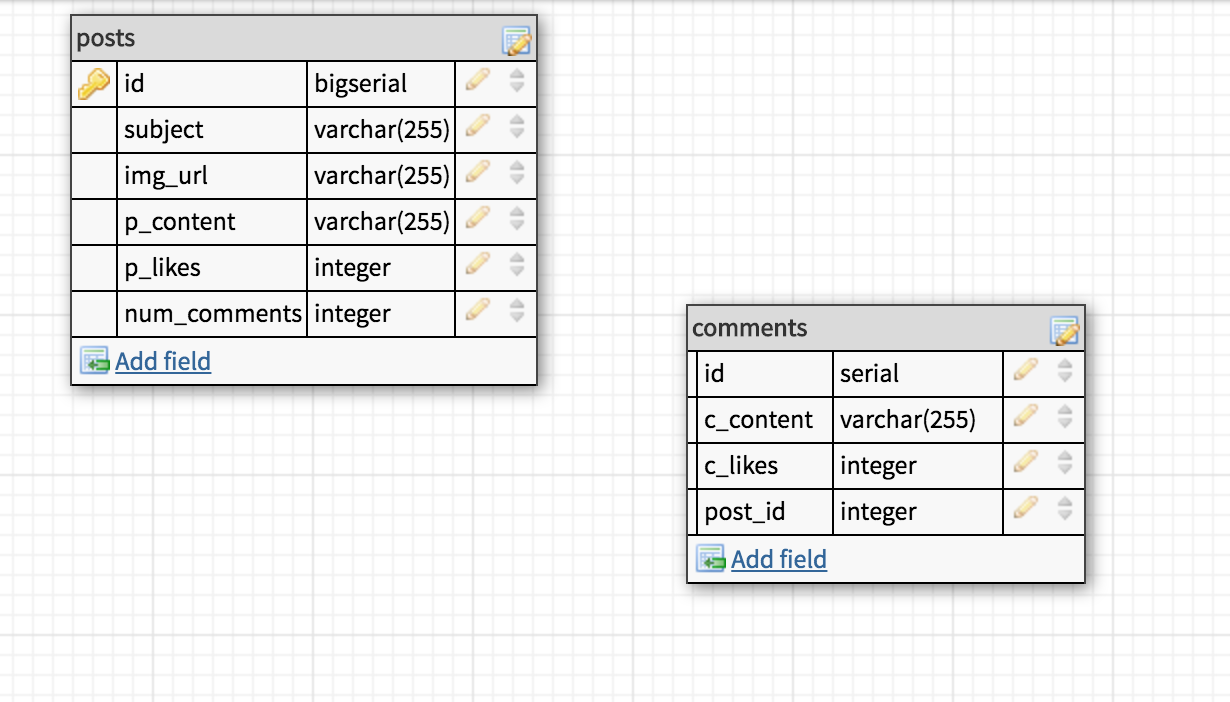 posts
id bigserial
subject varchar(255)
img_url varchar(255)
p_content varchar(255)
p_likes integer
num_comments integer
Add field
comments
id serial
c_content varchar(255)
c_likes integer
post_id integer
Add field